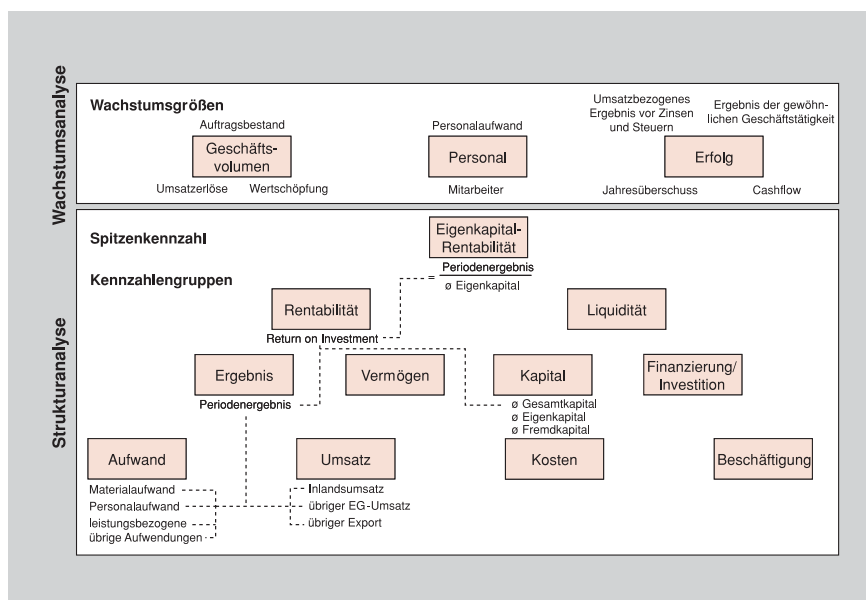 Wachstumsanalyse
Wachstumsgrößen
Umsatzbezogenes
Ergebnis vor Zinsen
und Steuern
Ergebnis der gewöhn-
lichen Geschäftstätigkeit
Auftragsbestand
Personalaufwand
Geschäfts-
volumen
Personal
Erfolg
Umsatzerlöse
Wertschöpfung
Mitarbeiter
Jahresüberschuss
Cashflow
Strukturanalyse
Spitzenkennzahl
Eigenkapital-
Rentabilität
Kennzahlengruppen
= Periodenergebnis
ø Eigenkapital
Rentabilität
Liquidität
Return on Investment
Ergebnis
Vermögen
Kapital
Finanzierung/
Investition
Periodenergebnis
ø Gesamtkapital
ø Eigenkapital
ø Fremdkapital
Aufwand
Umsatz
Kosten
Beschäftigung
Materialaufwand
Personalaufwand
leistungsbezogene
übrige Aufwendungen
Inlandsumsatz
übriger EG-Umsatz
übriger Export